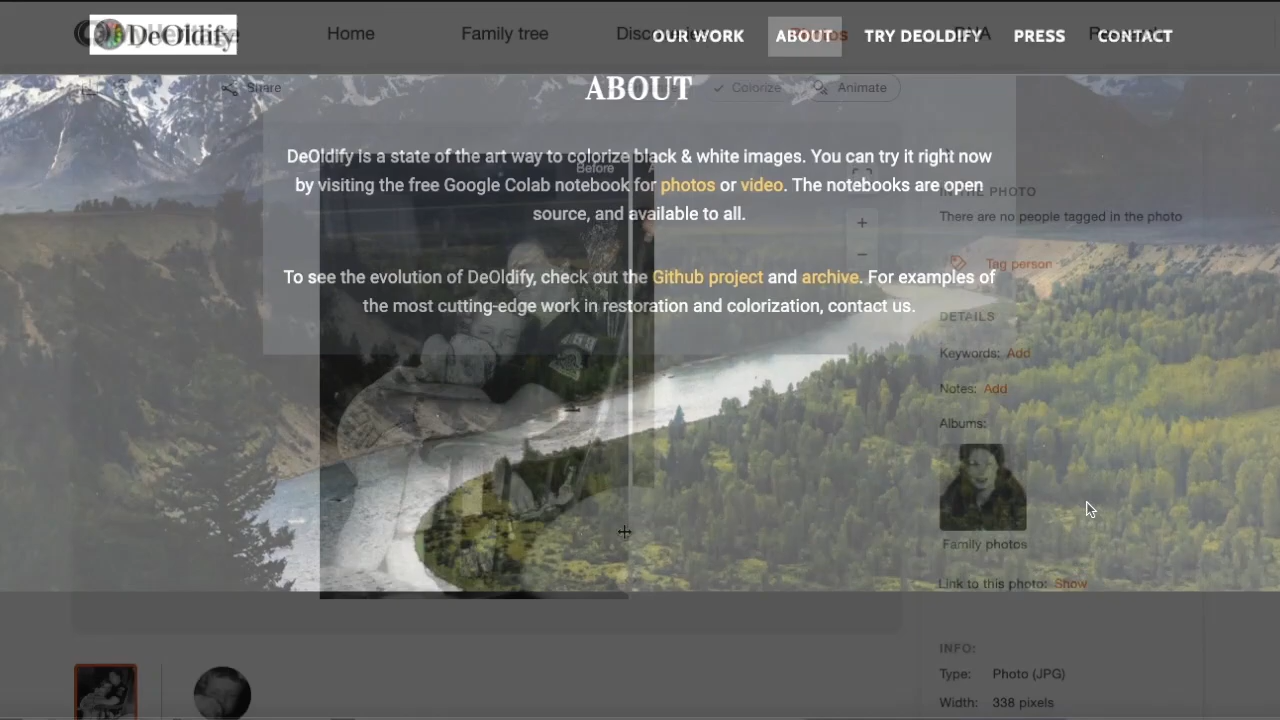 DeOldify
Home
Family tree
OUR WORK
ABOUT
TRY DEOLDIFY
PRESS
CONTACT
Share
Colorize
Animate
ABOUT
DeOldify is a state of the art way to colorize black & white images. You can try it right now
by visiting the free Google Colab notebook for photos or video. The notebooks are open
source, and available to all.
To see the evolution of DeOldify, check out the Github project and archive. For examples of
the most cutting-edge work in restoration and colorization, contact us.
Before
+
−
IN THE PHOTO
There are no people tagged in the photo
Tag person
DETAILS
Keywords: Add
Notes: Add
Albums:
Family photos
Link to this photo: Show
INFO:
Type: Photo (JPG)
Width: 338 pixels